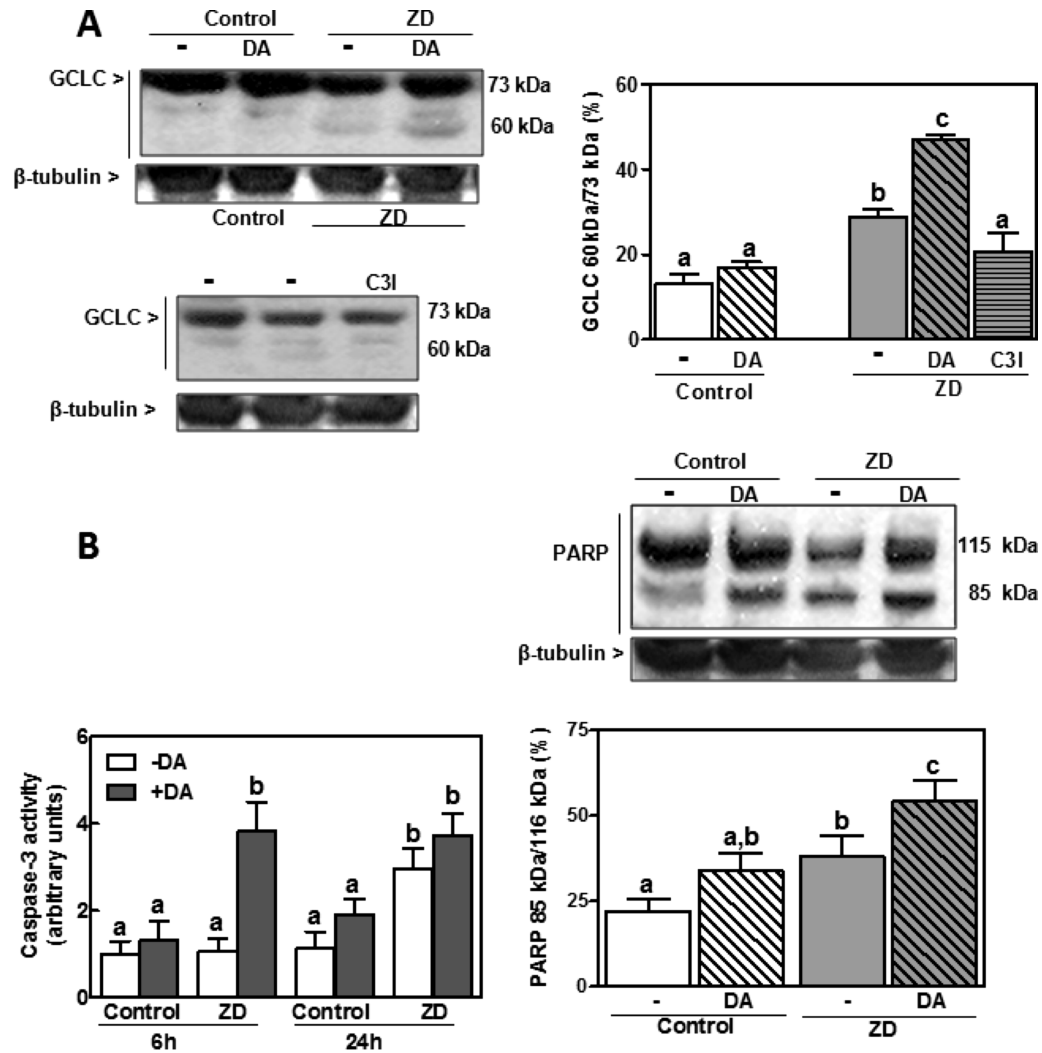 A
Control ZD
- DA - DA
GCLC > 73 kDa
60 kDa
β-tubulin >
Control ZD
- - C3I
GCLC > 73 kDa
60 kDa
β-tubulin >
GCLC 60kDa/73 kDa (%)
60
40
20
0
a a b c a
- DA - DA C3I
Control ZD
B
Control ZD
- DA - DA
PARP 115 kDa
85 kDa
β-tubulin >
Caspase-3 activity
(arbitrary units)
6
4
2
0
-DA
+DA
a a a b a a b b
Control ZD Control ZD
6h 24h
PARP 85 kDa/116 kDa (%)
75
50
25
0
a a,b b c
- DA - DA
Control ZD